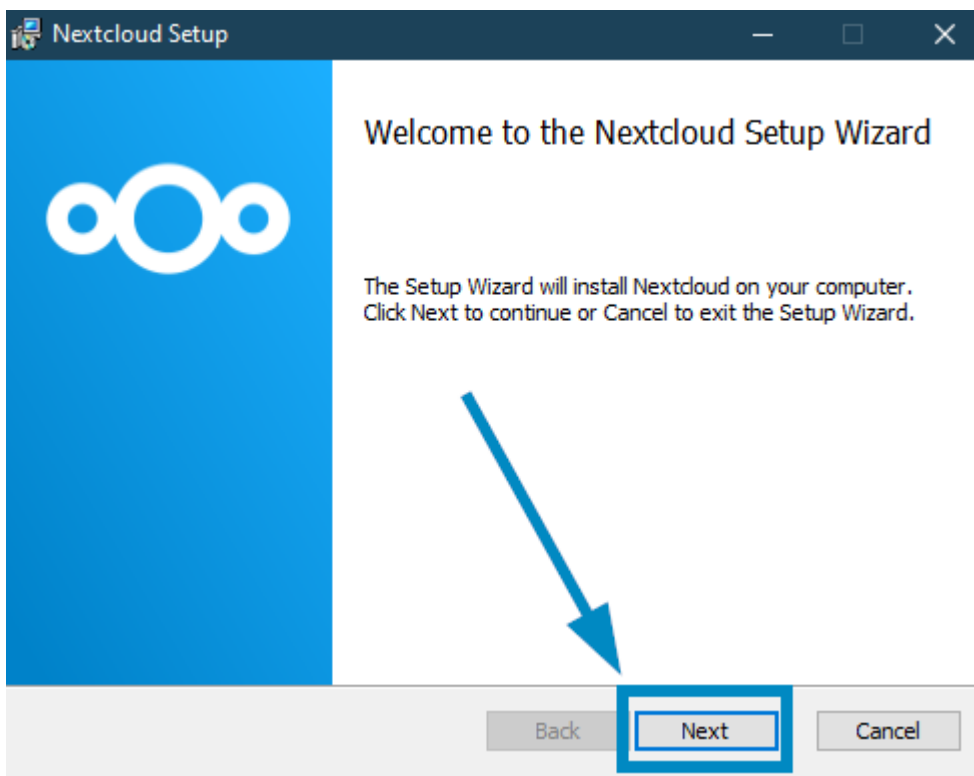 Nextcloud Setup
Welcome to the Nextcloud Setup Wizard
The Setup Wizard will install Nextcloud on your computer.
Click Next to continue or Cancel to exit the Setup Wizard.
Back Next Cancel